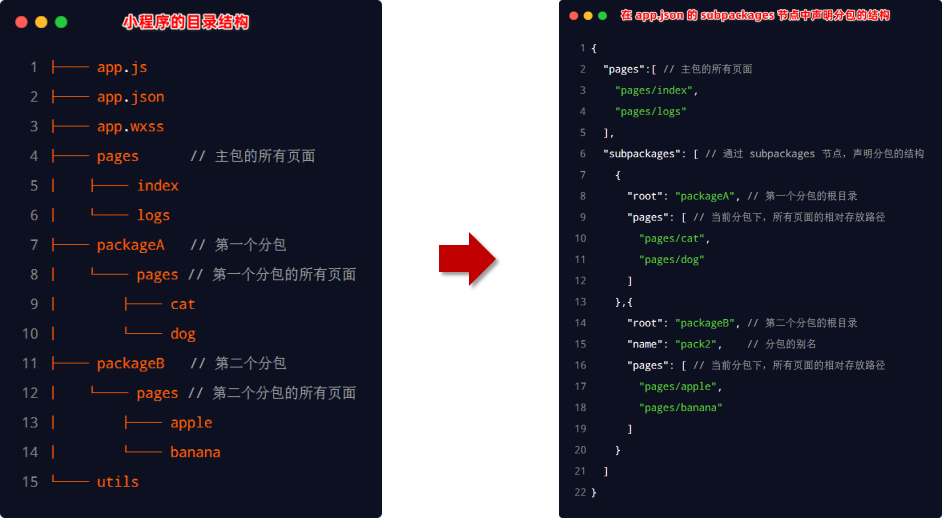 小程序的目录结构
1 ├── app.js
2 ├── app.json
3 ├── app.wxss
4 ├── pages // 主包的所有页面
5 │ ├── index
6 │ └── logs
7 ├── packageA // 第一个分包
8 │ └── pages // 第一个分包的所有页面
9 │ ├── cat
10 │ └── dog
11 ├── packageB // 第二个分包
12 │ └── pages // 第二个分包的所有页面
13 │ ├── apple
14 │ └── banana
15 └── utils
在 app.json 的 subpackages 节点中声明分包的结构
1 {
2 "pages":[ // 主包的所有页面
3 "pages/index",
4 "pages/logs"
5 ],
6 "subpackages": [ // 通过 subpackages 节点，声明分包的结构
7 {
8 "root": "packageA", // 第一个分包的根目录
9 "pages": [ // 当前分包下，所有页面的相对存放路径
10 "pages/cat",
11 "pages/dog"
12 ]
13 },{
14 "root": "packageB", // 第二个分包的根目录
15 "name": "pack2", // 分包的别名
16 "pages": [ // 当前分包下，所有页面的相对存放路径
17 "pages/apple",
18 "pages/banana"
19 ]
20 }
21 ]
22 }